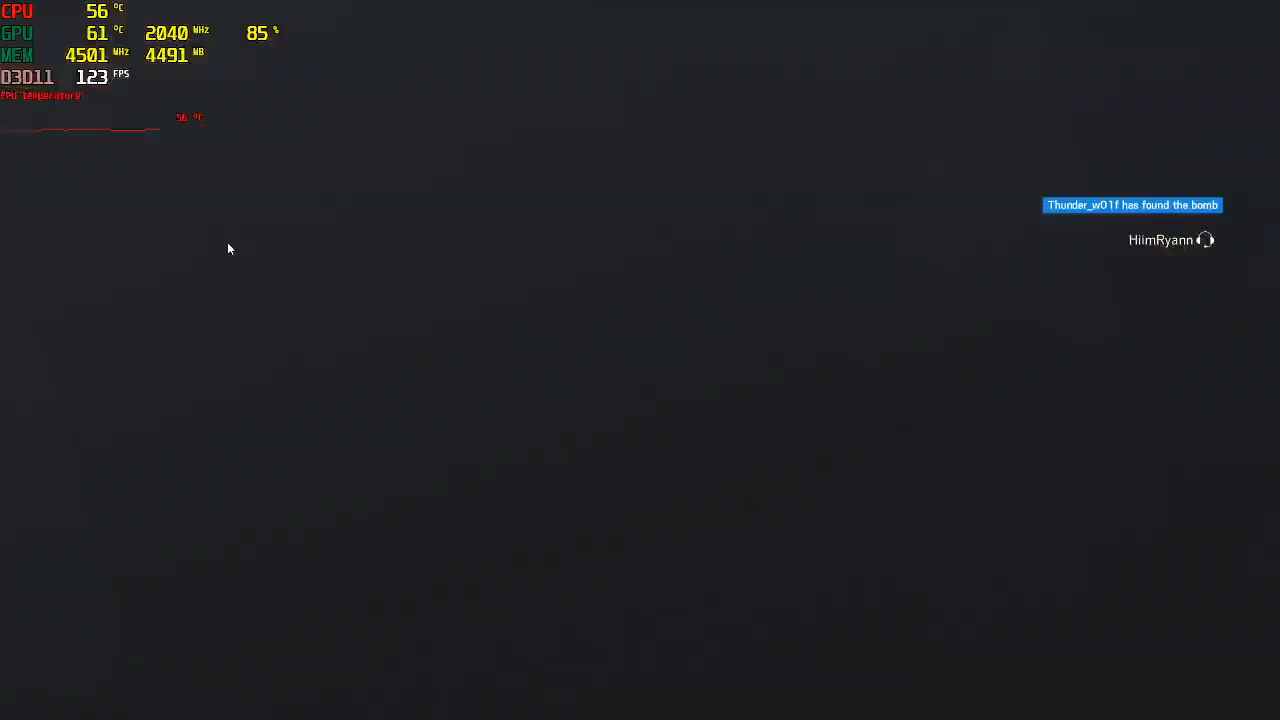 CPU 56 °C
GPU 61 °C 2040 MHz 85 %
MEM 4501 MHz 4491 MB
D3D11 123 FPS
CPU temperature
56 °C
Thunder_w01f has found the bomb
HiimRyann